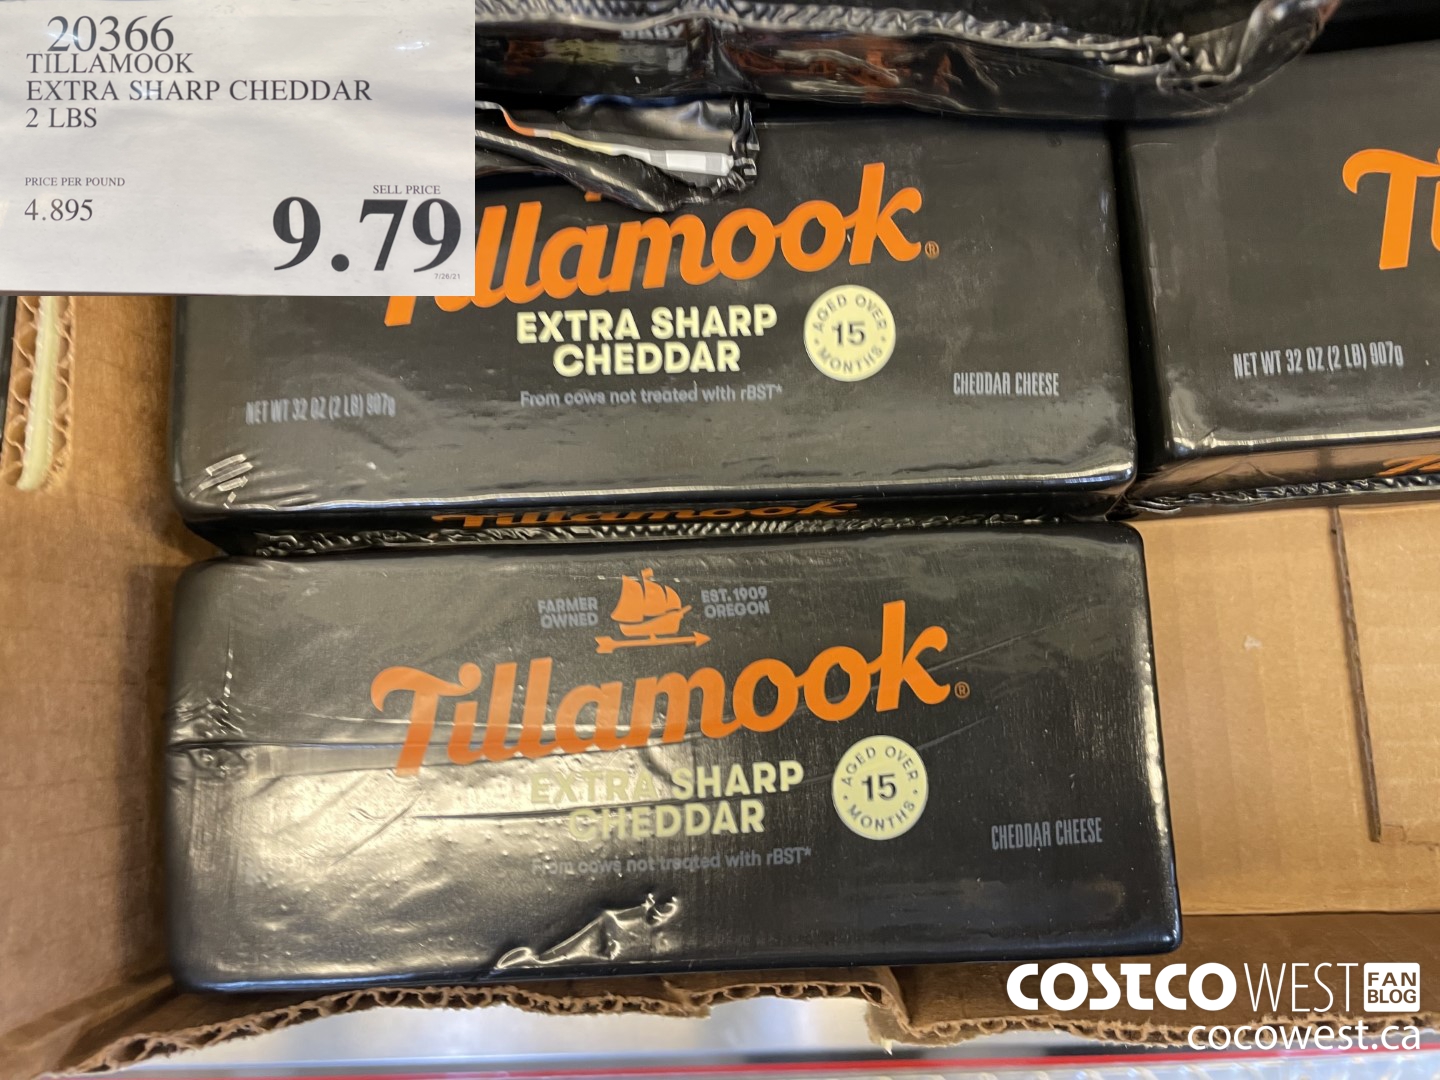 20366
TILLAMOOK
EXTRA SHARP CHEDDAR
2 LBS
PRICE PER POUND
4.895
SELL PRICE
9.79
7/26/21
Tillamook®
EXTRA SHARP
CHEDDAR
From cows not treated with rBST*
AGED OVER
15
MONTHS
NET WT 32 OZ (2 LB) 907g
CHEDDAR CHEESE
Ti
NET WT 32 OZ (2 LB) 907g
Tillamook
FARMER
OWNED
EST. 1909
OREGON
Tillamook®
EXTRA SHARP
CHEDDAR
From cows not treated with rBST*
AGED OVER
15
MONTHS
CHEDDAR CHEESE
COSTCO WEST FAN BLOG
cocowest.ca